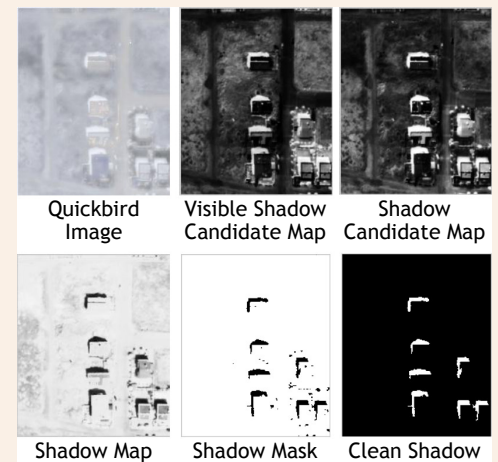 Quickbird
Image
Visible Shadow
Candidate Map
Shadow
Candidate Map
Shadow Map
Shadow Mask
Clean Shadow